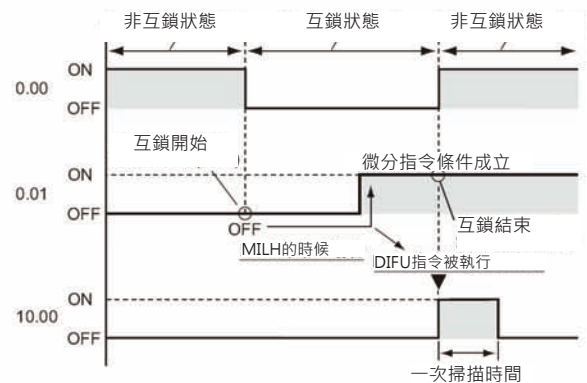 非互鎖狀態 互鎖狀態 非互鎖狀態
ON
0.00
OFF
互鎖開始
微分指令條件成立
ON
0.01
OFF
OFF
互鎖結束
MILH的時候
DIFU指令被執行
ON
10.00
OFF
一次掃描時間